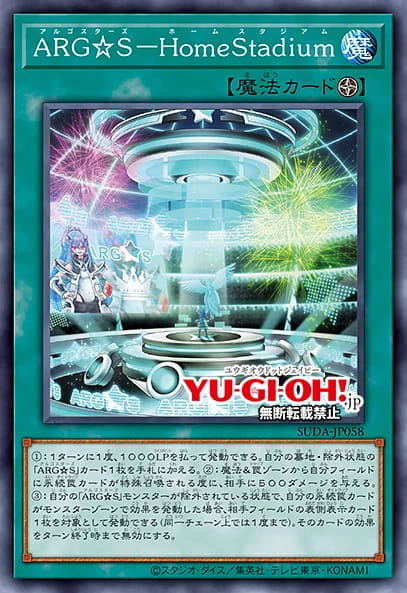 アルゴスターズ ホームスタジアム
ARG☆S－HomeStadium
魔
【魔法カード】
ARG☆S
ARG☆S
ユウギオウドットジェイピー
YU-GI-OH!.jp
無断転載禁止
SUDA-JP058
①：1ターンに1度、1000LPを払って発動できる。自分の墓地・除外状態の
「ARG☆S」カード1枚を手札に加える。②：魔法&罠ゾーンから自分フィールド
に永続罠カードが特殊召喚される度に、相手に500ダメージを与える。
③：自分の「ARG☆S」モンスターが除外されている状態で、自分の永続罠カード
がモンスターゾーンで効果を発動した場合、相手フィールドの表側表示カード
1枚を対象として発動できる（同一チェーン上では1度まで）。そのカードの効果
をターン終了時まで無効にする。
©スタジオ・ダイス／集英社・テレビ東京・KONAMI